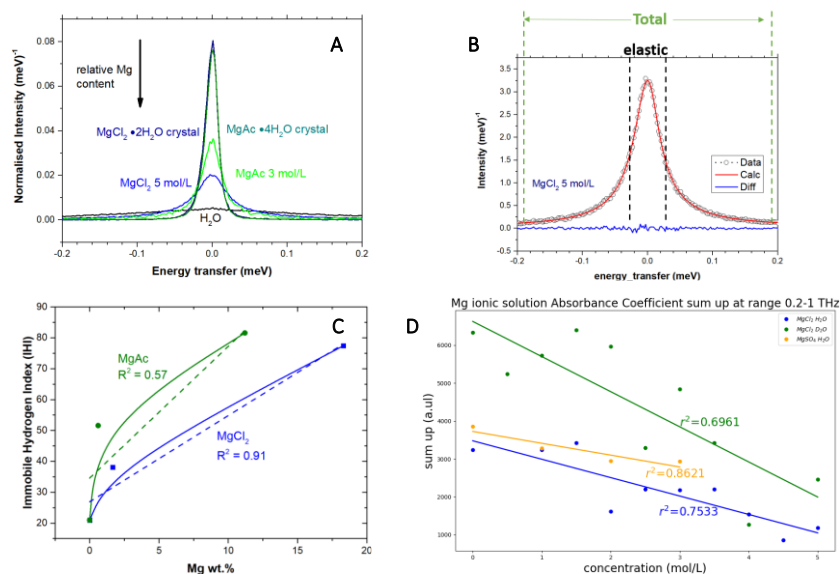 A
relative Mg
content
MgCl₂ •2H₂O crystal
MgAc •4H₂O crystal
MgAc 3 mol/L
MgCl₂ 5 mol/L
H₂O
Normalised Intensity (meV)⁻¹
0.08
0.06
0.04
0.02
0.00
-0.2 -0.1 0.0 0.1 0.2
Energy transfer (meV)
Total
B
elastic
MgCl₂ 5 mol/L
Data
Calc
Diff
Intensity (meV)⁻¹
3.5
3.0
2.5
2.0
1.5
1.0
0.5
0.0
-0.5
-0.2 -0.1 0.0 0.1 0.2
energy_transfer (meV)
C
MgAc
R² = 0.57
MgCl₂
R² = 0.91
Immobile Hydrogen Index (IHI)
90
80
70
60
50
40
30
20
0 5 10 15 20
Mg wt.%
Mg ionic solution Absorbance Coefficient sum up at range 0.2-1 THz
D
MgCl₂ H₂O
MgCl₂ D₂O
MgSO₄ H₂O
r²=0.6961
r²=0.8621
r²=0.7533
sum up (a.ul)
6000
5000
4000
3000
2000
1000
0 1 2 3 4 5
concentration (mol/L)